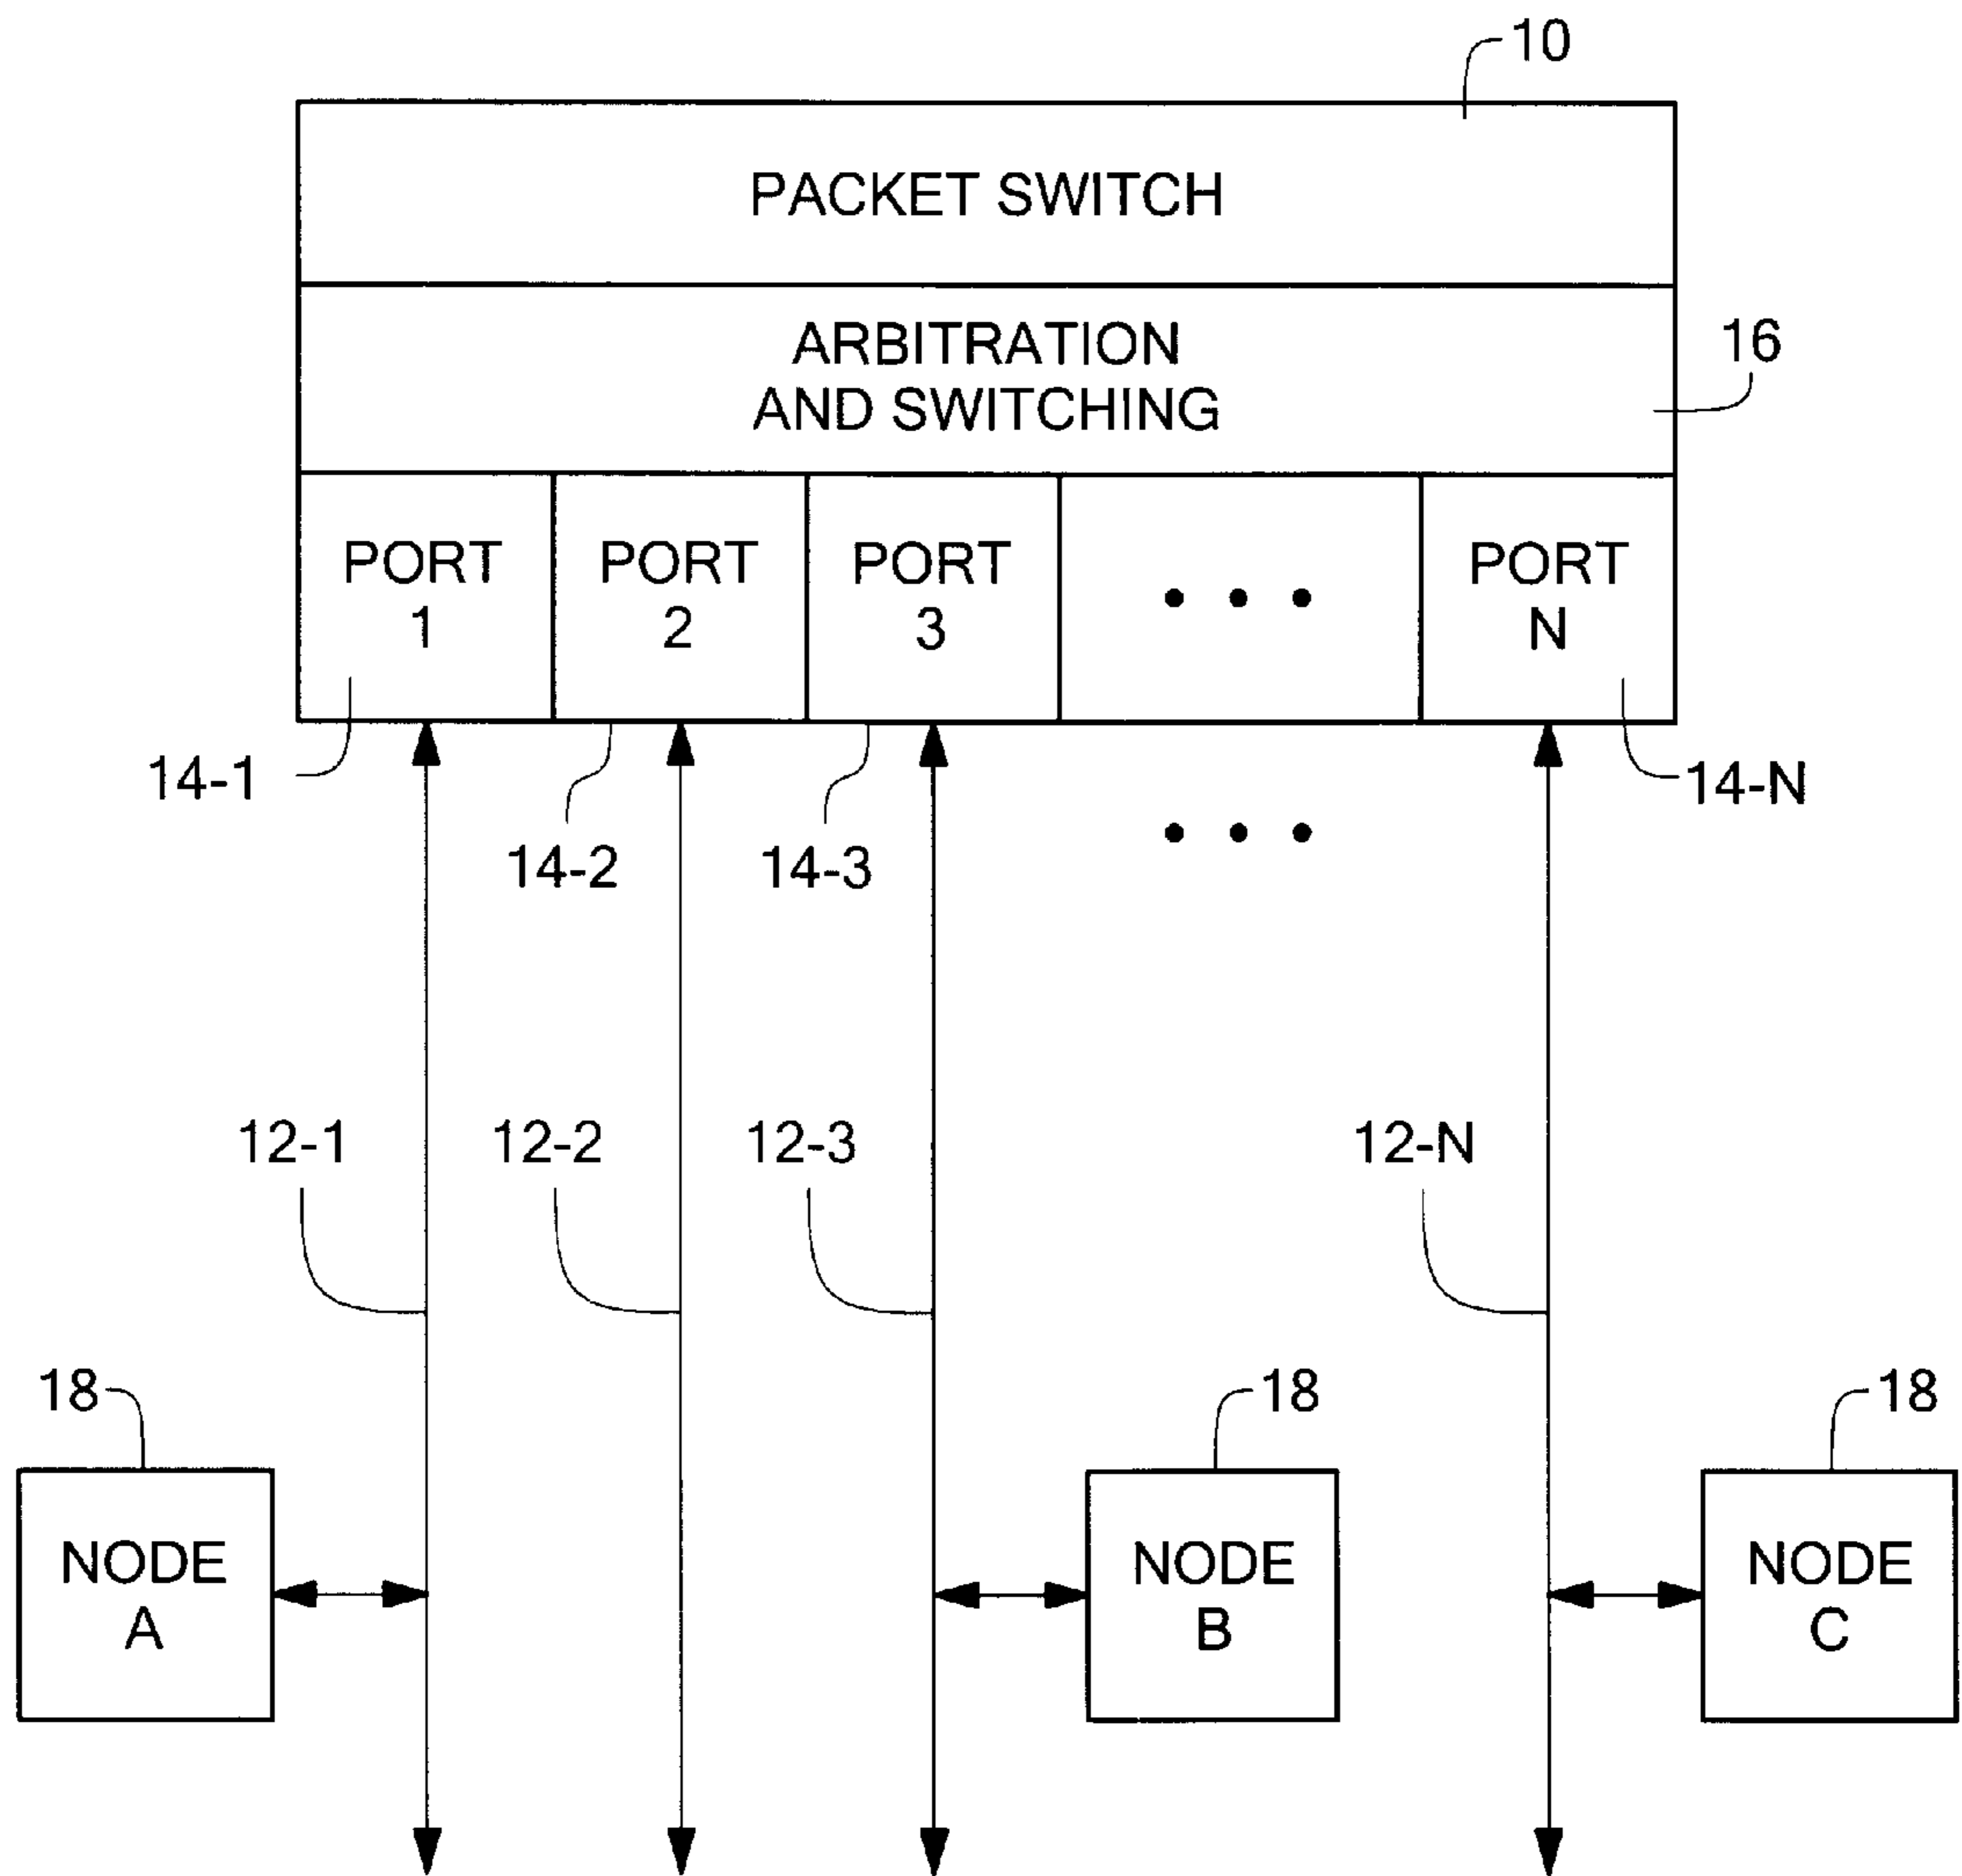 10
PACKET SWITCH
ARBITRATION
AND SWITCHING
16
PORT
1
PORT
2
PORT
3
PORT
N
14-1
14-2
14-3
14-N
12-1
12-2
12-3
12-N
18
18
18
NODE
A
NODE
B
NODE
C